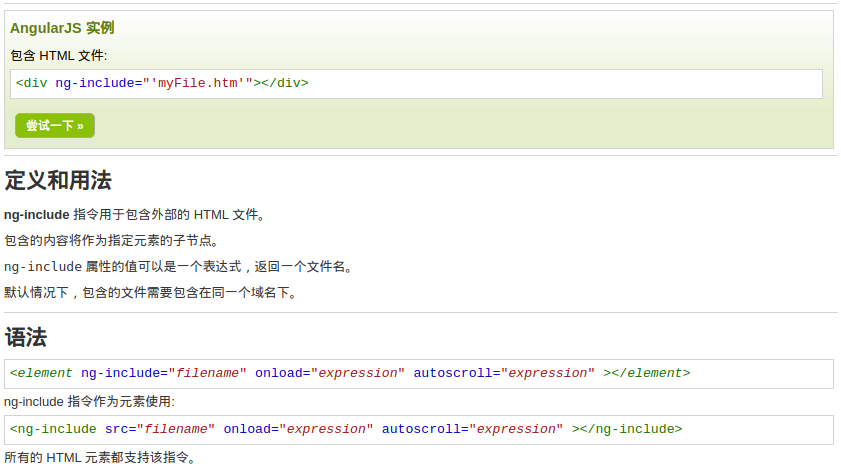 AngularJS 实例
包含 HTML 文件:
<div ng-include="'myFile.htm'"></div>
尝试一下 »
定义和用法
ng-include 指令用于包含外部的 HTML 文件。
包含的内容将作为指定元素的子节点。
ng-include 属性的值可以是一个表达式，返回一个文件名。
默认情况下，包含的文件需要包含在同一个域名下。
语法
<element ng-include="filename" onload="expression" autoscroll="expression" ></element>
ng-include 指令作为元素使用:
<ng-include src="filename" onload="expression" autoscroll="expression" ></ng-include>
所有的 HTML 元素都支持该指令。